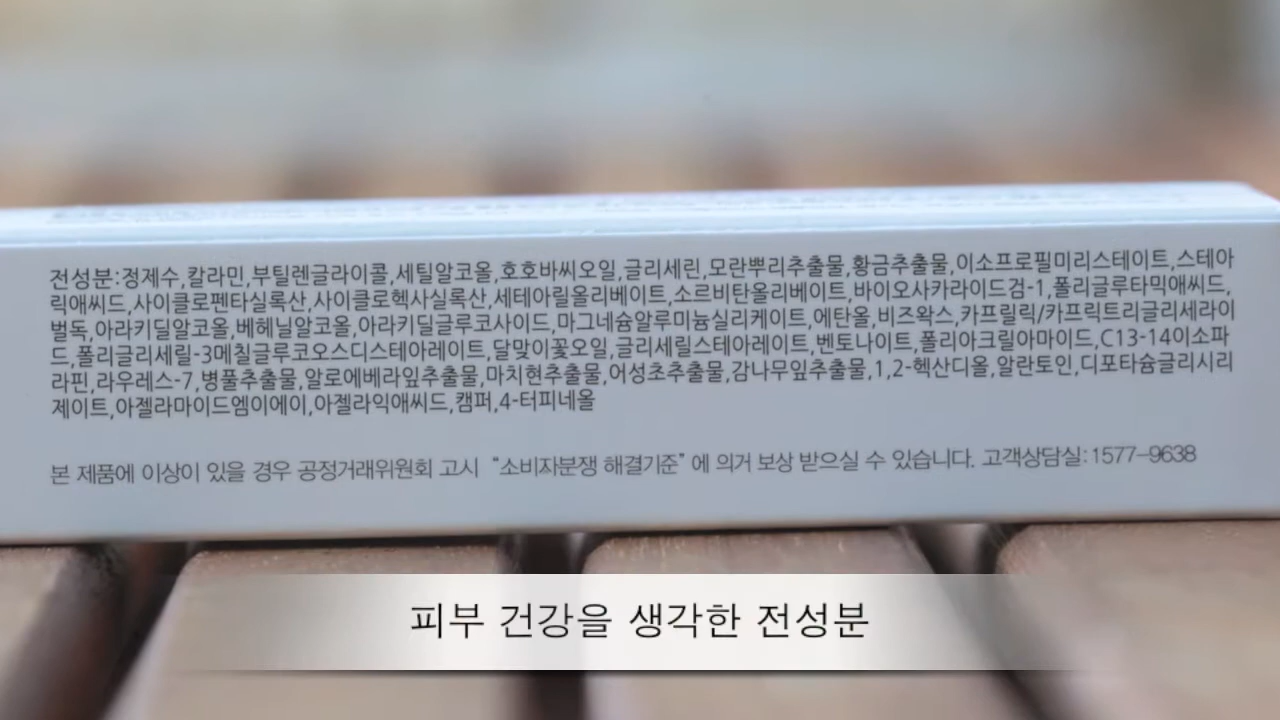 전성분:정제수,칼라민,부틸렌글라이콜,세틸알코올,호호바씨오일,글리세린,모란뿌리추출물,황금추출물,이소프로필미리스테이트,스테아
릭애씨드,사이클로펜타실록산,사이클로헥사실록산,세테아릴올리베이트,소르비탄올리베이트,바이오사카라이드검-1,폴리글루타믹애씨드,
벌독,아라키딜알코올,베헤닐알코올,아라키딜글루코사이드,마그네슘알루미늄실리케이트,에탄올,비즈왁스,카프릴릭/카프릭트리글리세라이
드,폴리글리세릴-3메칠글루코오스디스테아레이트,달맞이꽃오일,글리세릴스테아레이트,벤토나이트,폴리아크릴아마이드,C13-14이소파
라핀,라우레스-7,병풀추출물,알로에베라잎추출물,마치현추출물,어성초추출물,감나무잎추출물,1,2-헥산디올,알란토인,디포타슘글리시리
제이트,아젤라마이드엠이에이,아젤라익애씨드,캠퍼,4-터피네올
본 제품에 이상이 있을 경우 공정거래위원회 고시 “소비자분쟁 해결기준”에 의거 보상 받으실 수 있습니다. 고객상담실:1577-9638
피부 건강을 생각한 전성분